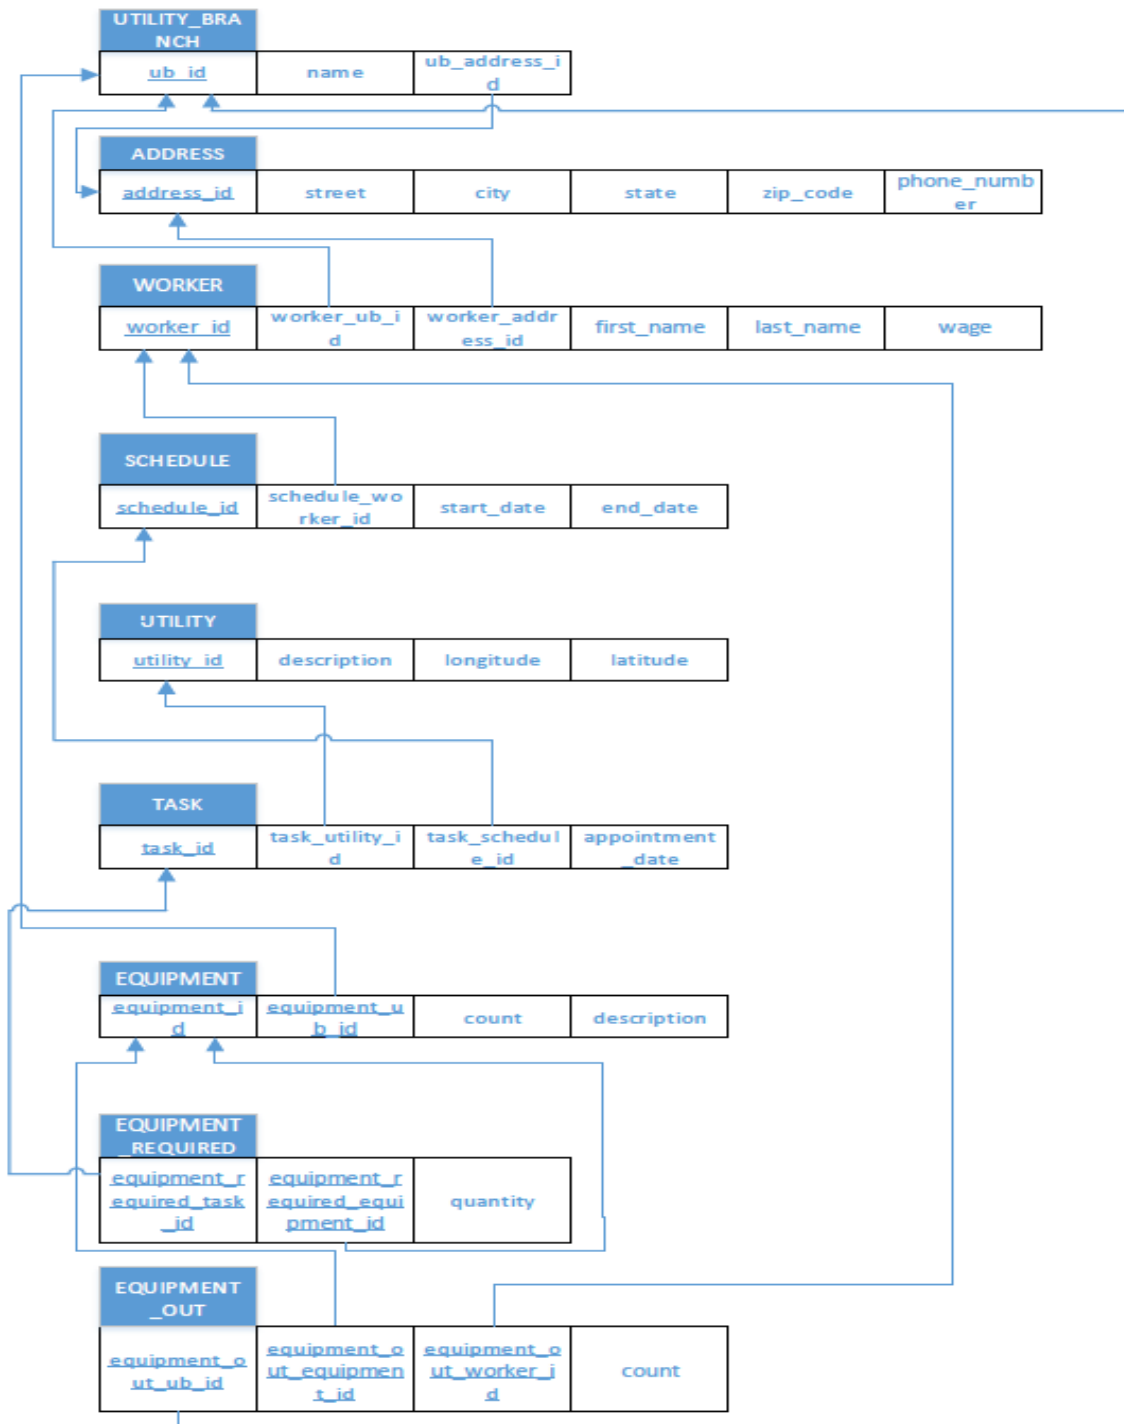 UTILITY_BRA
NCH
ub_id name ub_address_i
d
ADDRESS
address_id street city state zip_code phone_numb
er
WORKER
worker_id worker_ub_i
d worker_addr
ess_id first_name last_name wage
SCHEDULE
schedule_id schedule_wo
rker_id start_date end_date
UTILITY
utility_id description longitude latitude
TASK
task_id task_utility_i
d task_schedul
e_id appointment
_date
EQUIPMENT
equipment_i
d equipment_u
b_id count description
EQUIPMENT
_REQUIRED
equipment_r
equired_task
_id equipment_r
equired_equi
pment_id quantity
EQUIPMENT
_OUT
equipment_o
ut_ub_id equipment_o
ut_equipmen
t_id equipment_o
ut_worker_i
d count